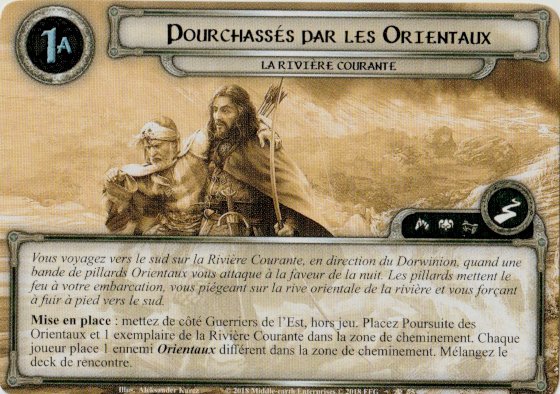 1A
POURCHASSÉS PAR LES ORIENTAUX
LA RIVIÈRE COURANTE
Vous voyagez vers le sud sur la Rivière Courante, en direction du Dorwinion, quand une
bande de pillards Orientaux vous attaque à la faveur de la nuit. Les pillards mettent le
feu à votre embarcation, vous piégeant sur la rive orientale de la rivière et vous forçant
à fuir à pied vers le sud.
Mise en place : mettez de côté Guerriers de l'Est, hors jeu. Placez Poursuite des
Orientaux et 1 exemplaire de la Rivière Courante dans la zone de cheminement. Chaque
joueur place 1 ennemi Orientaux différent dans la zone de cheminement. Mélangez le
deck de rencontre.
Illus. Aleksander Karcz © 2018 Middle-earth Enterprises © 2018 FFG